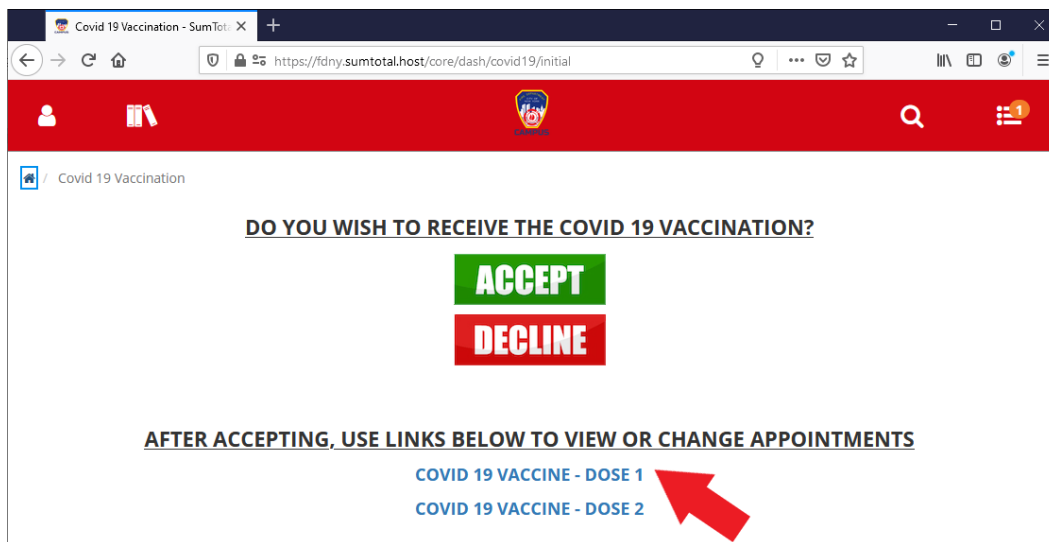 Covid 19 Vaccination - SumTot
https://fdny.sumtotal.host/core/dash/covid19/initial
CAMPUS
1
/ Covid 19 Vaccination
DO YOU WISH TO RECEIVE THE COVID 19 VACCINATION?
ACCEPT
DECLINE
AFTER ACCEPTING, USE LINKS BELOW TO VIEW OR CHANGE APPOINTMENTS
COVID 19 VACCINE - DOSE 1
COVID 19 VACCINE - DOSE 2